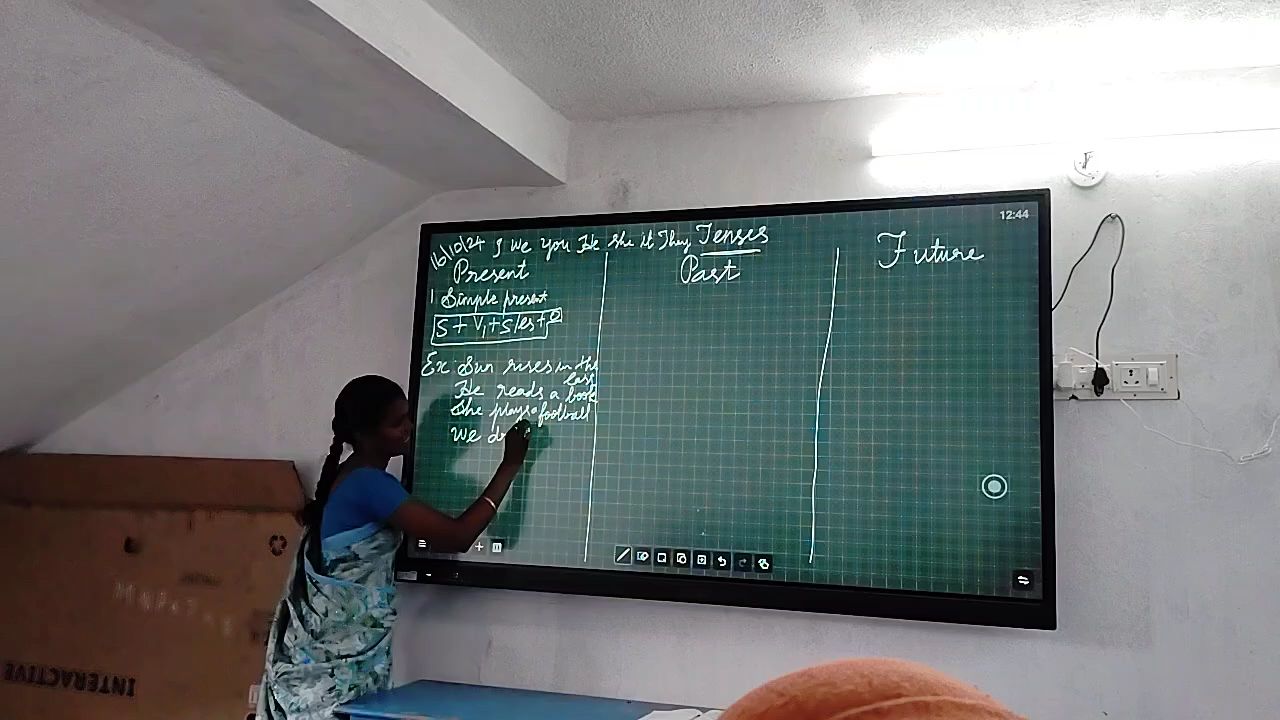 12:44
16/10/24 I We You He She it They Tenses
Present
Past
Future
1 Simple present
S + V1 + S/es + O
Ex: Sun rises in the
East
He reads a book
She plays a football
We
INTERACTIVE